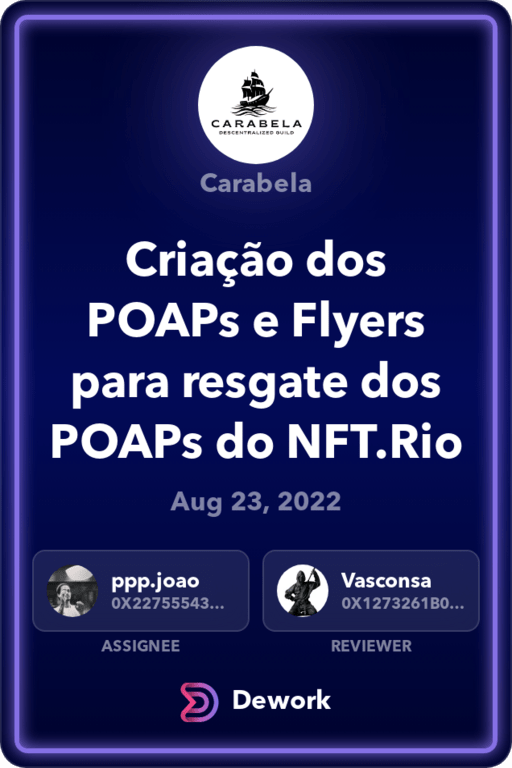 CARABELA
DESCENTRALIZED GUILD
Carabela
Criação dos
POAPs e Flyers
para resgate dos
POAPs do NFT.Rio
Aug 23, 2022
ppp.joao
0X22755543...
ASSIGNEE
Vasconsa
0X1273261B0...
REVIEWER
Dework